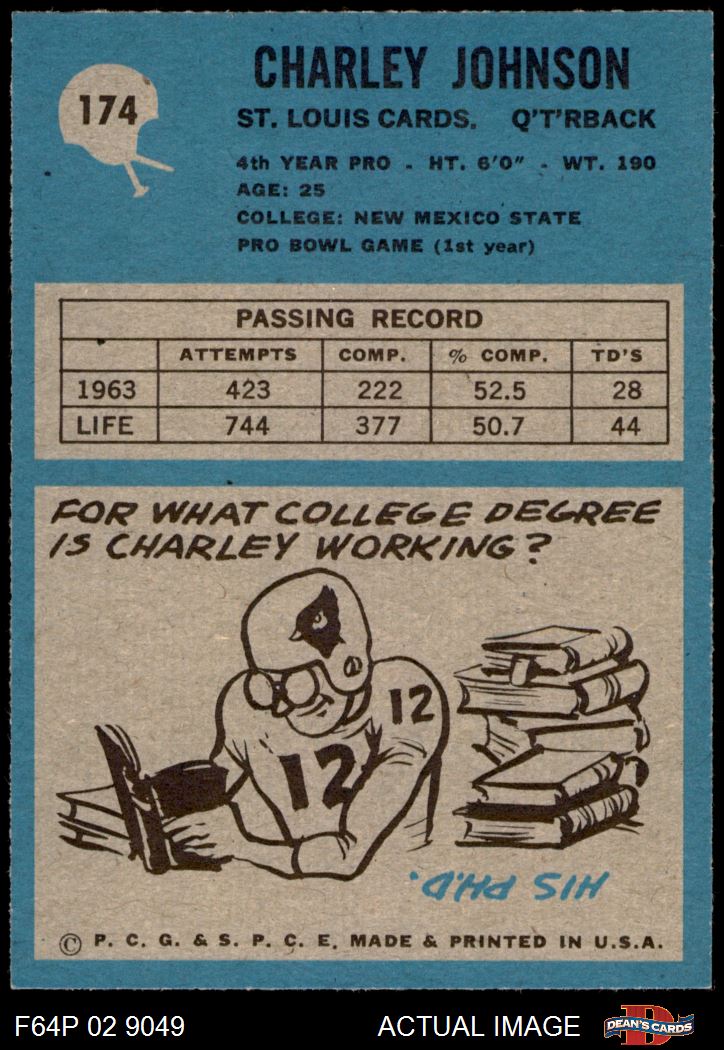 174
CHARLEY JOHNSON
ST. LOUIS CARDS. Q'T'RBACK
4th YEAR PRO - HT. 6'0" - WT. 190
AGE: 25
COLLEGE: NEW MEXICO STATE
PRO BOWL GAME (1st year)
PASSING RECORD
ATTEMPTS COMP. % COMP. TD'S
1963 423 222 52.5 28
LIFE 744 377 50.7 44
FOR WHAT COLLEGE DEGREE
IS CHARLEY WORKING?
12
12
HIS PH.D.
© P. C. G. & S. P. C. E. MADE & PRINTED IN U.S.A.
F64P 02 9049 ACTUAL IMAGE D DEAN'S CARDS